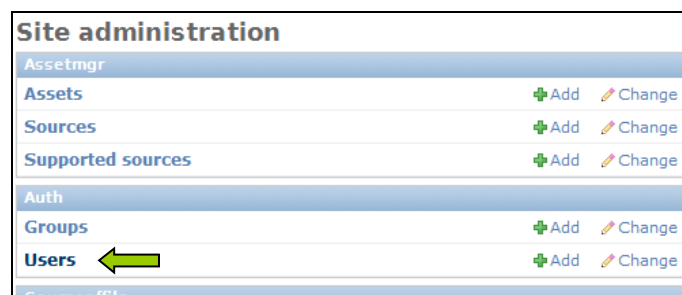 Site administration
Assetmgr
Assets Add Change
Sources Add Change
Supported sources Add Change
Auth
Groups Add Change
Users Add Change